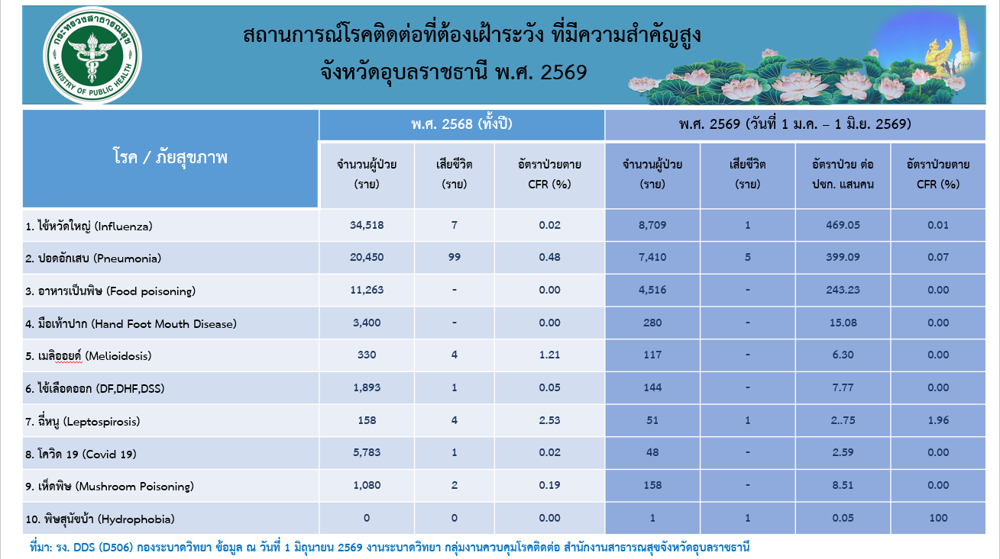 กระทรวงสาธารณสุข
MINISTRY OF PUBLIC HEALTH
สถานการณ์โรคติดต่อที่ต้องเฝ้าระวัง ที่มีความสำคัญสูง
จังหวัดอุบลราชธานี พ.ศ. 2569
โรค / ภัยสุขภาพ
พ.ศ. 2568 (ทั้งปี)
พ.ศ. 2569 (วันที่ 1 ม.ค. – 1 มิ.ย. 2569)
จำนวนผู้ป่วย (ราย)
เสียชีวิต (ราย)
อัตราป่วยตาย CFR (%)
จำนวนผู้ป่วย (ราย)
เสียชีวิต (ราย)
อัตราป่วย ต่อ ปชก. แสนคน
อัตราป่วยตาย CFR (%)
1. ไข้หวัดใหญ่ (Influenza) 34,518 7 0.02 8,709 1 469.05 0.01
2. ปอดอักเสบ (Pneumonia) 20,450 99 0.48 7,410 5 399.09 0.07
3. อาหารเป็นพิษ (Food poisoning) 11,263 - 0.00 4,516 - 243.23 0.00
4. มือเท้าปาก (Hand Foot Mouth Disease) 3,400 - 0.00 280 - 15.08 0.00
5. เมลิออยด์ (Melioidosis) 330 4 1.21 117 - 6.30 0.00
6. ไข้เลือดออก (DF,DHF,DSS) 1,893 1 0.05 144 - 7.77 0.00
7. ฉี่หนู (Leptospirosis) 158 4 2.53 51 1 2..75 1.96
8. โควิด 19 (Covid 19) 5,783 1 0.02 48 - 2.59 0.00
9. เห็ดพิษ (Mushroom Poisoning) 1,080 2 0.19 158 - 8.51 0.00
10. พิษสุนัขบ้า (Hydrophobia) 0 0 0.00 1 1 0.05 100
ที่มา: รง. DDS (D506) กองระบาดวิทยา ข้อมูล ณ วันที่ 1 มิถุนายน 2569 งานระบาดวิทยา กลุ่มงานควบคุมโรคติดต่อ สำนักงานสาธารณสุขจังหวัดอุบลราชธานี